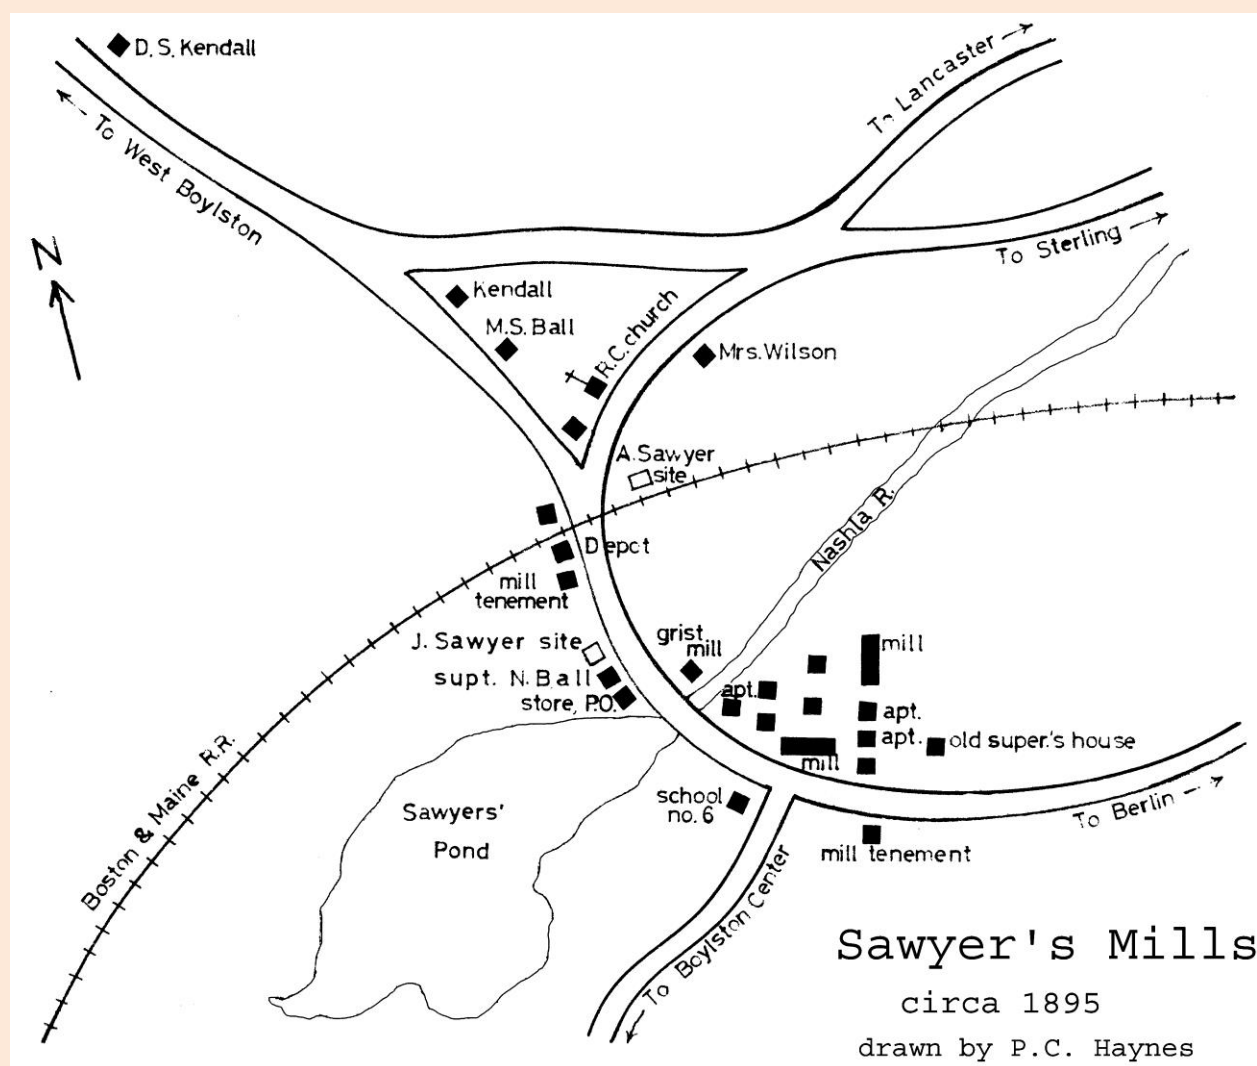 D. S. Kendall
To Lancaster
To West Boylston
N
To Sterling
Kendall
M.S. Ball
R.C. church
Mrs. Wilson
A. Sawyer
site
Nashla R.
Depot
mill
tenement
J. Sawyer site
supt. N. Ball
store, P.O.
grist
mill
apt.
mill
apt.
apt.
old super.'s house
mill
Boston & Maine R.R.
Sawyers'
Pond
school
no. 6
To Berlin
mill tenement
To Boylston Center
Sawyer's Mills
circa 1895
drawn by P.C. Haynes